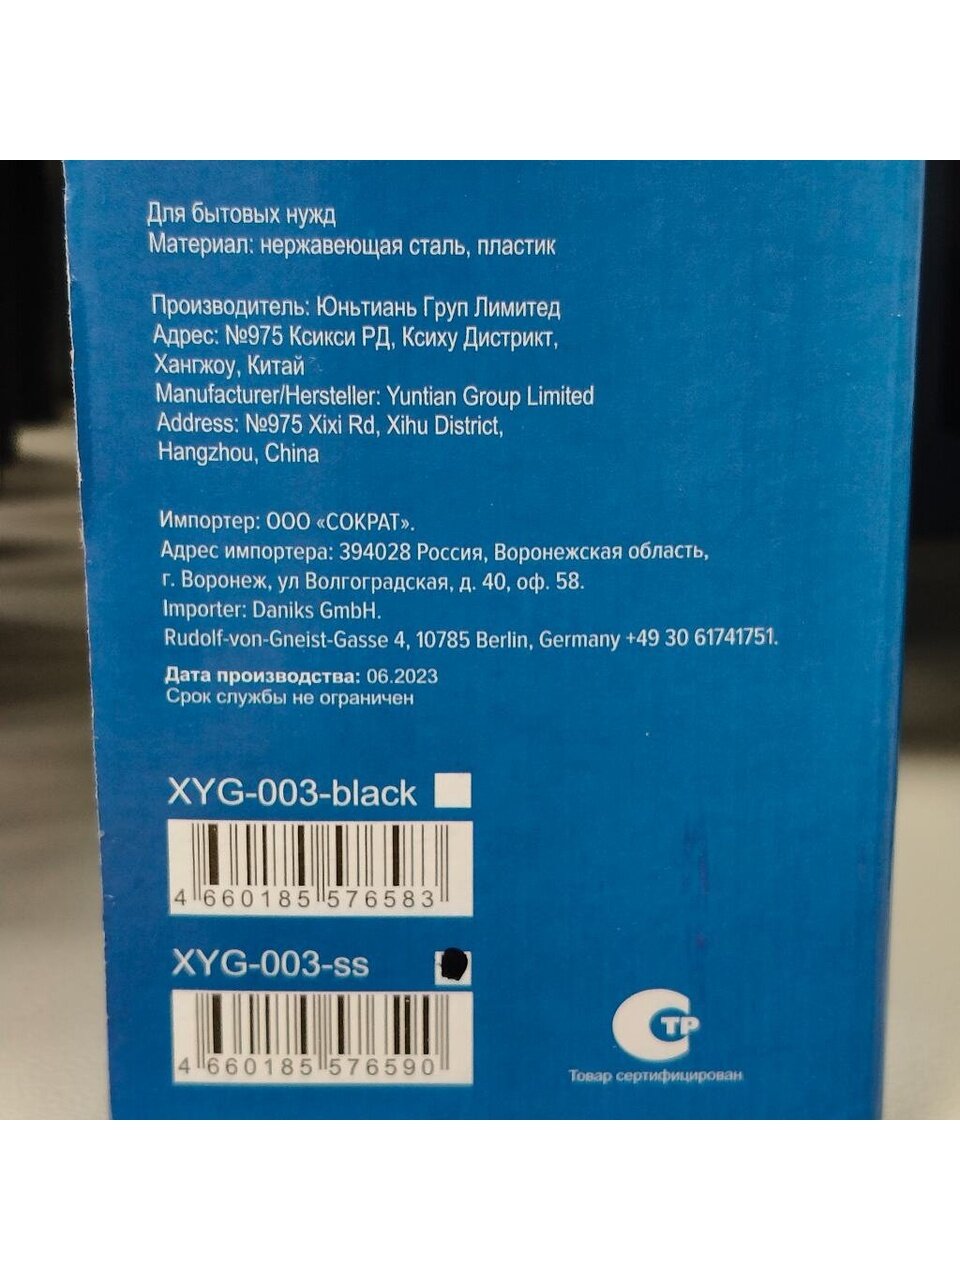 Для бытовых нужд
Материал: нержавеющая сталь, пластик
Производитель: Юньтиань Груп Лимитед
Адрес: №975 Ксикси РД, Ксиху Дистрикт,
Хангжоу, Китай
Manufacturer/Hersteller: Yuntian Group Limited
Address: №975 Xixi Rd, Xihu District,
Hangzhou, China
Импортер: ООО «СОКРАТ».
Адрес импортера: 394028 Россия, Воронежская область,
г. Воронеж, ул Волгоградская, д. 40, оф. 58.
Importer: Daniks GmbH.
Rudolf-von-Gneist-Gasse 4, 10785 Berlin, Germany +49 30 61741751.
Дата производства: 06.2023
Срок службы не ограничен
XYG-003-black
4 660185 576583
XYG-003-ss
4 660185 576590
СТР
Товар сертифицирован